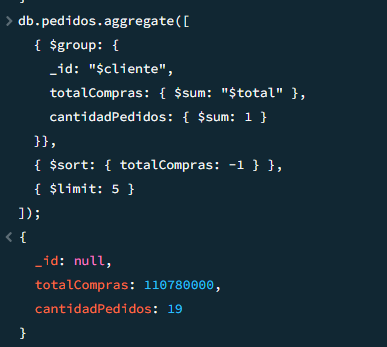 > db.pedidos.aggregate([
  { $group: {
    _id: "$cliente",
    totalCompras: { $sum: "$total" },
    cantidadPedidos: { $sum: 1 }
  }},
  { $sort: { totalCompras: -1 } },
  { $limit: 5 }
]);
< {
  _id: null,
  totalCompras: 110780000,
  cantidadPedidos: 19
}